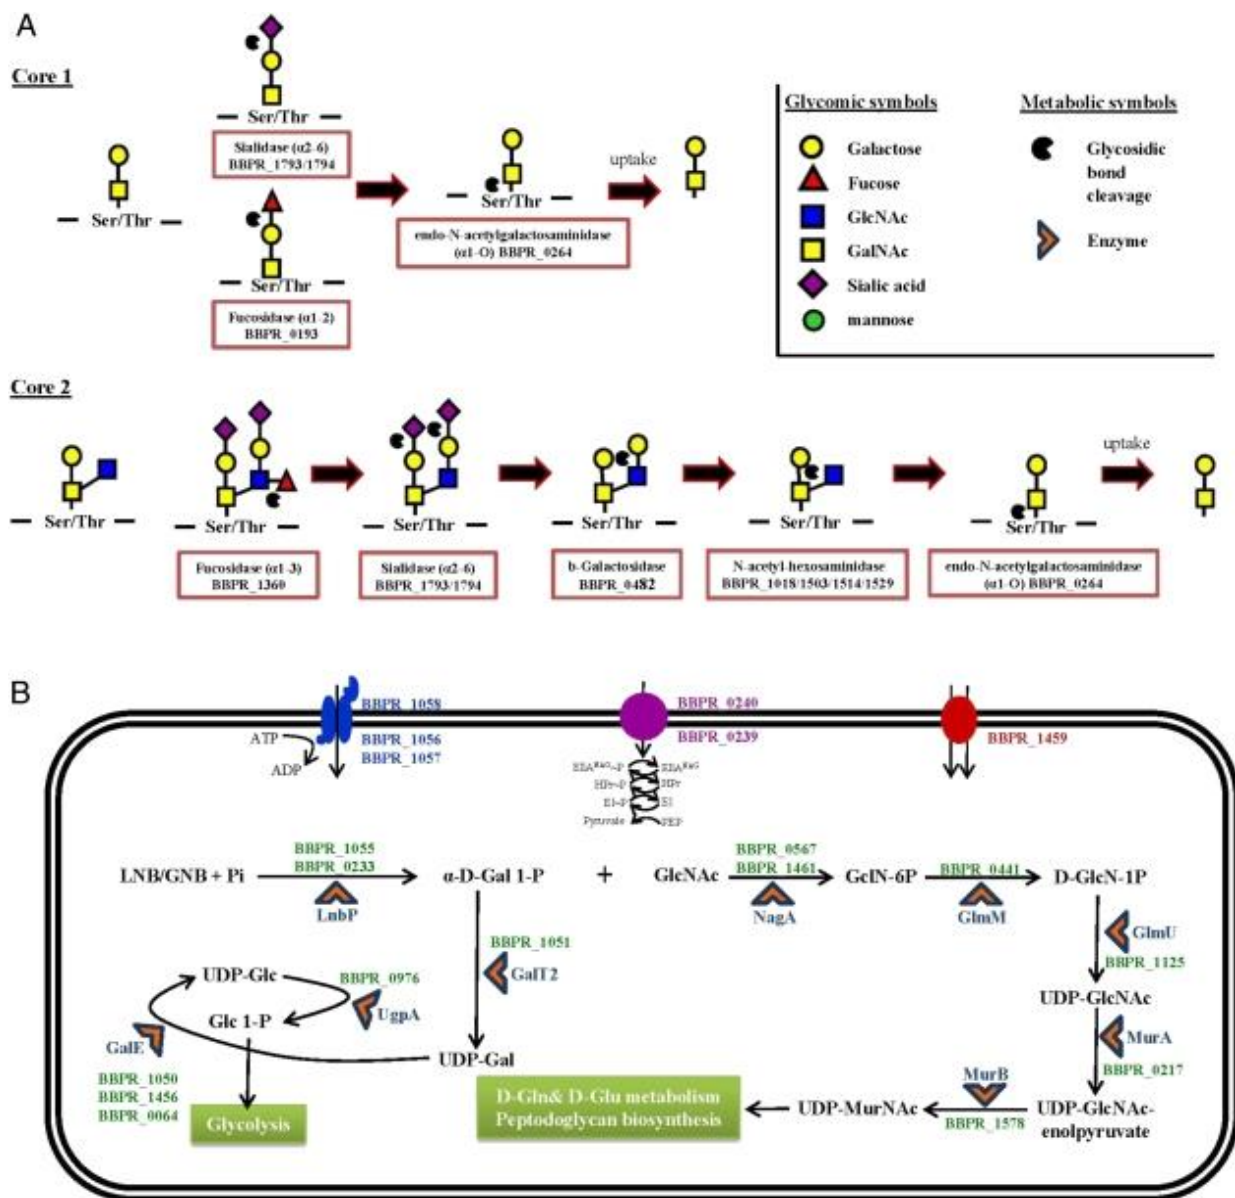 A
Core 1
Ser/Thr
Ser/Thr
Sialidase (α2-6)
BBPR_1793/1794
Ser/Thr
Fucosidase (α1-2)
BBPR_0193
Ser/Thr
endo-N-acetylgalactosaminidase
(α1-O) BBPR_0264
uptake
Glycomic symbols
Galactose
Fucose
GlcNAc
GalNAc
Sialic acid
mannose
Metabolic symbols
Glycosidic
bond
cleavage
Enzyme
Core 2
Ser/Thr
Ser/Thr
Fucosidase (α1-3)
BBPR_1360
Ser/Thr
Sialidase (α2-6)
BBPR_1793/1794
Ser/Thr
b-Galactosidase
BBPR_0482
Ser/Thr
N-acetyl-hexosaminidase
BBPR_1018/1503/1514/1529
Ser/Thr
endo-N-acetylgalactosaminidase
(α1-O) BBPR_0264
uptake
B
BBPR_1058
BBPR_1056
BBPR_1057
ATP
ADP
BBPR_0240
BBPR_0239
HPr-P
HPr
EI-P
EI
Pyruvate
PEP
BBPR_1459
LNB/GNB + Pi
BBPR_1055
BBPR_0233
LnbP
α-D-Gal 1-P
+
GlcNAc
BBPR_0567
BBPR_1461
NagA
GclN-6P
BBPR_0441
GlmM
D-GlcN-1P
GlmU
BBPR_1125
UDP-GlcNAc
MurA
BBPR_0217
UDP-GlcNAc-
enolpyruvate
MurB
BBPR_1578
UDP-MurNAc
D-Gln& D-Glu metabolism
Peptodoglycan biosynthesis
BBPR_1051
GalT2
UDP-Gal
UDP-Glc
BBPR_0976
UgpA
Glc 1-P
GalE
BBPR_1050
BBPR_1456
BBPR_0064
Glycolysis